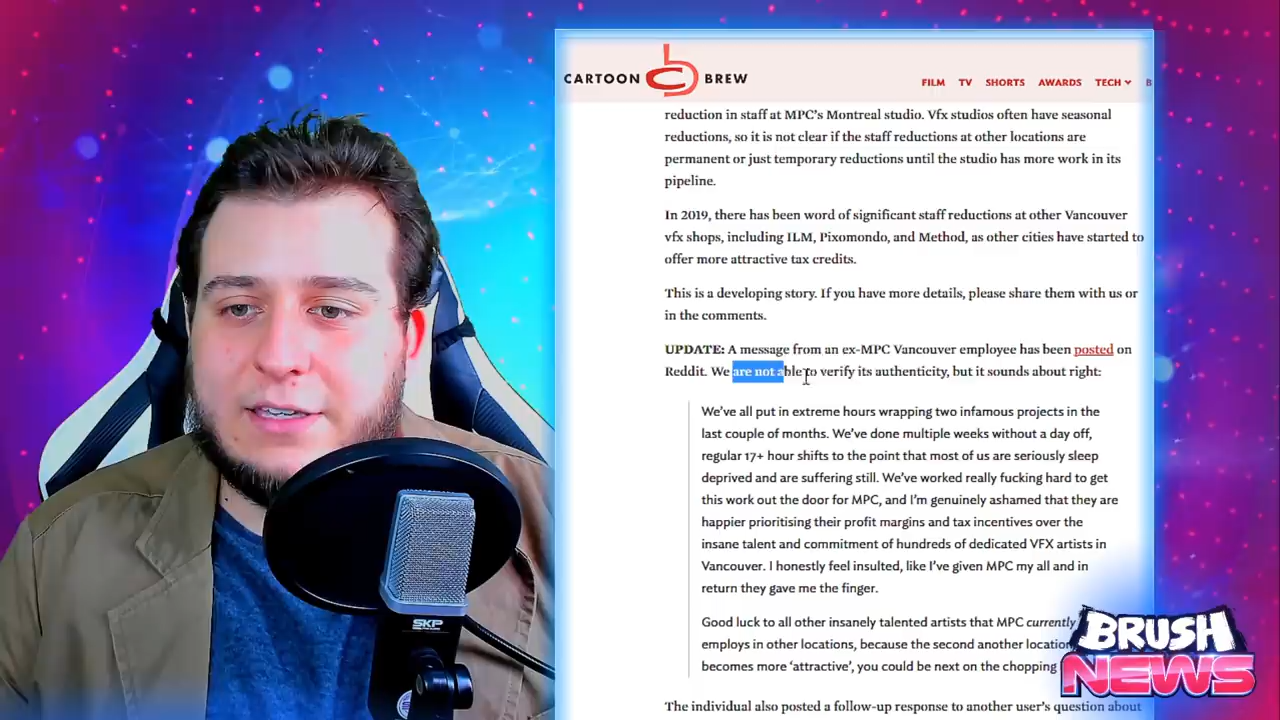 CARTOON BREW
FILM TV SHORTS AWARDS TECH B
reduction in staff at MPC's Montreal studio. Vfx studios often have seasonal
reductions, so it is not clear if the staff reductions at other locations are
permanent or just temporary reductions until the studio has more work in its
pipeline.
In 2019, there has been word of significant staff reductions at other Vancouver
vfx shops, including ILM, Pixomondo, and Method, as other cities have started to
offer more attractive tax credits.
This is a developing story. If you have more details, please share them with us or
in the comments.
UPDATE: A message from an ex-MPC Vancouver employee has been posted on
Reddit. We are not able to verify its authenticity, but it sounds about right:
We've all put in extreme hours wrapping two infamous projects in the
last couple of months. We've done multiple weeks without a day off,
regular 17+ hour shifts to the point that most of us are seriously sleep
deprived and are suffering still. We've worked really fucking hard to get
this work out the door for MPC, and I'm genuinely ashamed that they are
happier prioritising their profit margins and tax incentives over the
insane talent and commitment of hundreds of dedicated VFX artists in
Vancouver. I honestly feel insulted, like I've given MPC my all and in
return they gave me the finger.
Good luck to all other insanely talented artists that MPC currently
employs in other locations, because the second another location
becomes more 'attractive', you could be next on the chopping
The individual also posted a follow-up response to another user's question about
SKP
BRUSH
NEWS